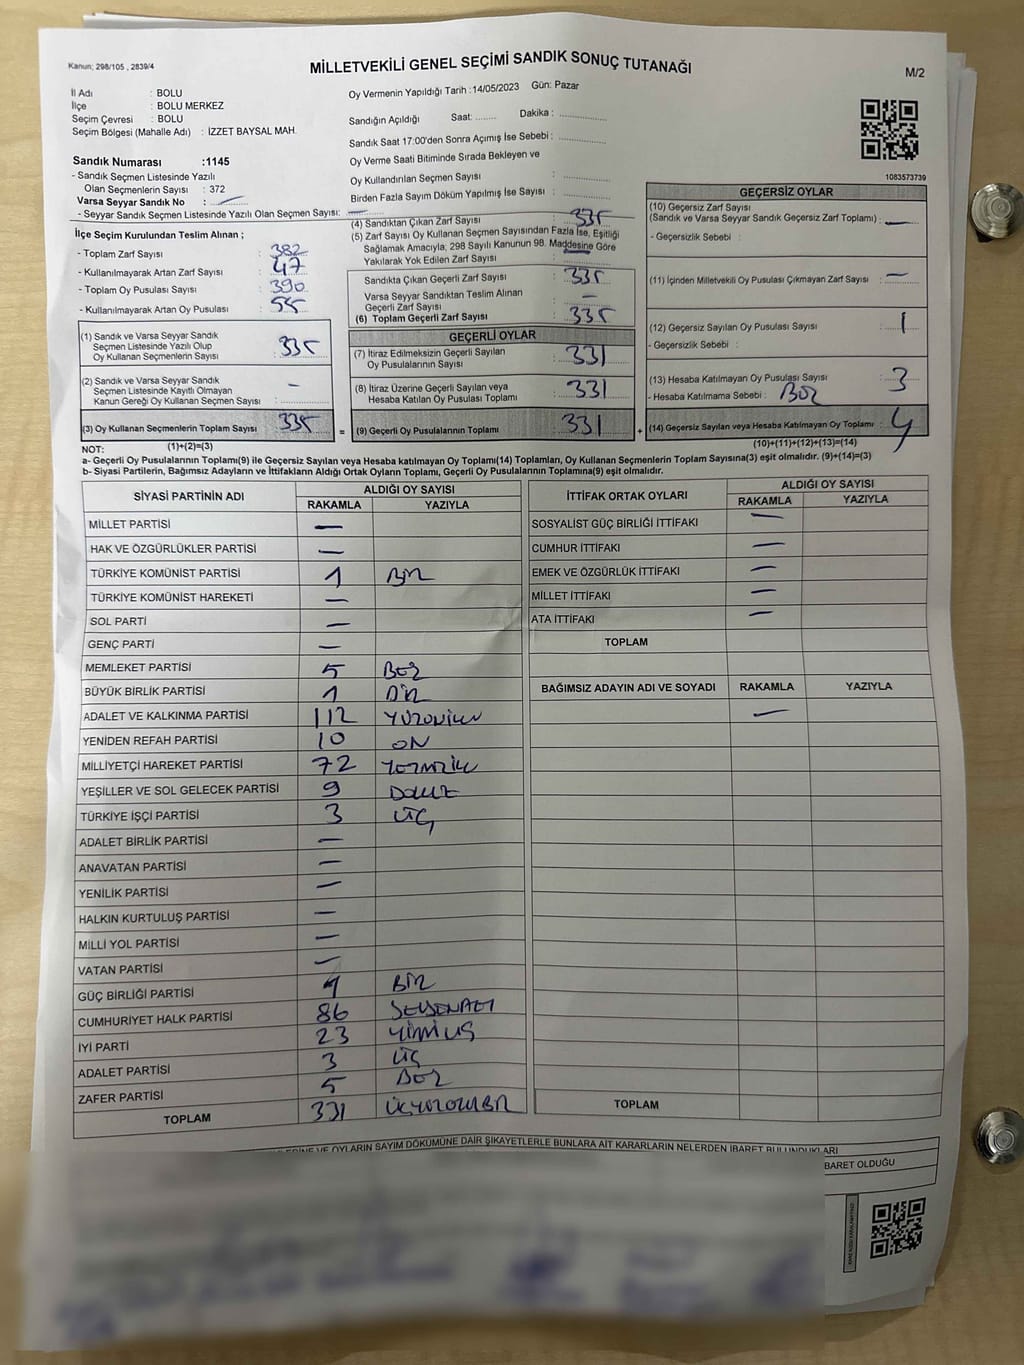 Kanun; 298/105 , 2839/4
MİLLETVEKİLİ GENEL SEÇİMİ SANDIK SONUÇ TUTANAĞI
M/2
İl Adı : BOLU
İlçe : BOLU MERKEZ
Seçim Çevresi : BOLU
Seçim Bölgesi (Mahalle Adı) : İZZET BAYSAL MAH.
Sandık Numarası :1145
- Sandık Seçmen Listesinde Yazılı
Olan Seçmenlerin Sayısı : 372
Varsa Seyyar Sandık No : —
- Seyyar Sandık Seçmen Listesinde Yazılı Olan Seçmen Sayısı: —
İlçe Seçim Kurulundan Teslim Alınan ;
- Toplam Zarf Sayısı : 382
- Kullanılmayarak Artan Zarf Sayısı : 47
- Toplam Oy Pusulası Sayısı : 390
- Kullanılmayarak Artan Oy Pusulası : 55
(1) Sandık ve Varsa Seyyar Sandık
Seçmen Listesinde Yazılı Olup
Oy Kullanan Seçmenlerin Sayısı : 335
(2) Sandık ve Varsa Seyyar Sandık
Seçmen Listesinde Kayıtlı Olmayan
Kanun Gereği Oy Kullanan Seçmen Sayısı : —
(3) Oy Kullanan Seçmenlerin Toplam Sayısı : 335
(1)+(2)=(3)
Oy Vermenin Yapıldığı Tarih :14/05/2023 Gün: Pazar
Sandığın Açıldığı Saat: ........ Dakika : ..............
Sandık Saat 17:00'den Sonra Açımış İse Sebebi : ..............
Oy Verme Saati Bitiminde Sırada Bekleyen ve
Oy Kullandırılan Seçmen Sayısı : ..............
Birden Fazla Sayım Döküm Yapılmış İse Sayısı : ..............
(4) Sandıktan Çıkan Zarf Sayısı : 335
(5) Zarf Sayısı Oy Kullanan Seçmen Sayısından Fazla İse, Eşitliği
Sağlamak Amacıyla, 298 Sayılı Kanunun 98. Maddesine Göre
Yakılarak Yok Edilen Zarf Sayısı : —
Sandıkta Çıkan Geçerli Zarf Sayısı : 335
Varsa Seyyar Sandıktan Teslim Alınan
Geçerli Zarf Sayısı : —
(6) Toplam Geçerli Zarf Sayısı : 335
GEÇERLİ OYLAR
(7) İtiraz Edilmeksizin Geçerli Sayılan
Oy Pusulalarının Sayısı : 331
(8) İtiraz Üzerine Geçerli Sayılan veya
Hesaba Katılan Oy Pusulası Toplamı : 331
= (9) Geçerli Oy Pusulalarının Toplamı : 331 +
1083573739
GEÇERSİZ OYLAR
(10) Geçersiz Zarf Sayısı
(Sandık ve Varsa Seyyar Sandık Geçersiz Zarf Toplamı) : —
- Geçersizlik Sebebi :
(11) İçinden Milletvekili Oy Pusulası Çıkmayan Zarf Sayısı : —
(12) Geçersiz Sayılan Oy Pusulası Sayısı : 1
- Geçersizlik Sebebi :
(13) Hesaba Katılmayan Oy Pusulası Sayısı : 3
- Hesaba Katılmama Sebebi : BOŞ
(14) Geçersiz Sayılan veya Hesaba Katılmayan Oy Toplamı : 4
(10)+(11)+(12)+(13)=(14)
NOT:
a- Geçerli Oy Pusulalarının Toplamı(9) ile Geçersiz Sayılan veya Hesaba katılmayan Oy Toplamı(14) Toplamları, Oy Kullanan Seçmenlerin Toplam Sayısına(3) eşit olmalıdır. (9)+(14)=(3)
b- Siyasi Partilerin, Bağımsız Adayların ve İttifakların Aldığı Ortak Oyların Toplamı, Geçerli Oy Pusulalarının Toplamına(9) eşit olmalıdır.
SİYASİ PARTİNİN ADI ALDIĞI OY SAYISI
RAKAMLA YAZIYLA
MİLLET PARTİSİ —
HAK VE ÖZGÜRLÜKLER PARTİSİ —
TÜRKİYE KOMÜNİST PARTİSİ 1 BİR
TÜRKİYE KOMÜNİST HAREKETİ —
SOL PARTİ —
GENÇ PARTİ —
MEMLEKET PARTİSİ 5 BEŞ
BÜYÜK BİRLİK PARTİSİ 1 BİR
ADALET VE KALKINMA PARTİSİ 112 YÜZONİKİ
YENİDEN REFAH PARTİSİ 10 ON
MİLLİYETÇİ HAREKET PARTİSİ 72 YETMİŞİKİ
YEŞİLLER VE SOL GELECEK PARTİSİ 9 DOKUZ
TÜRKİYE İŞÇİ PARTİSİ 3 ÜÇ
ADALET BİRLİK PARTİSİ —
ANAVATAN PARTİSİ —
YENİLİK PARTİSİ —
HALKIN KURTULUŞ PARTİSİ —
MİLLİ YOL PARTİSİ —
VATAN PARTİSİ —
GÜÇ BİRLİĞİ PARTİSİ 1 BİR
CUMHURİYET HALK PARTİSİ 86 SEKSENALTI
İYİ PARTİ 23 YİRMİÜÇ
ADALET PARTİSİ 3 ÜÇ
ZAFER PARTİSİ 5 BEŞ
TOPLAM 331 ÜÇYÜZOTUZBİR
İTTİFAK ORTAK OYLARI ALDIĞI OY SAYISI
RAKAMLA YAZIYLA
SOSYALİST GÜÇ BİRLİĞİ İTTİFAKI —
CUMHUR İTTİFAKI —
EMEK VE ÖZGÜRLÜK İTTİFAKI —
MİLLET İTTİFAKI —
ATA İTTİFAKI —
TOPLAM
BAĞIMSIZ ADAYIN ADI VE SOYADI RAKAMLA YAZIYLA
—
TOPLAM
OYLARIN SAYIM DÖKÜMÜNE DAİR ŞİKAYETLERLE BUNLARA AİT KARARLARIN NELERDEN İBARET BULUNDUKLARI
BARET OLDUĞU